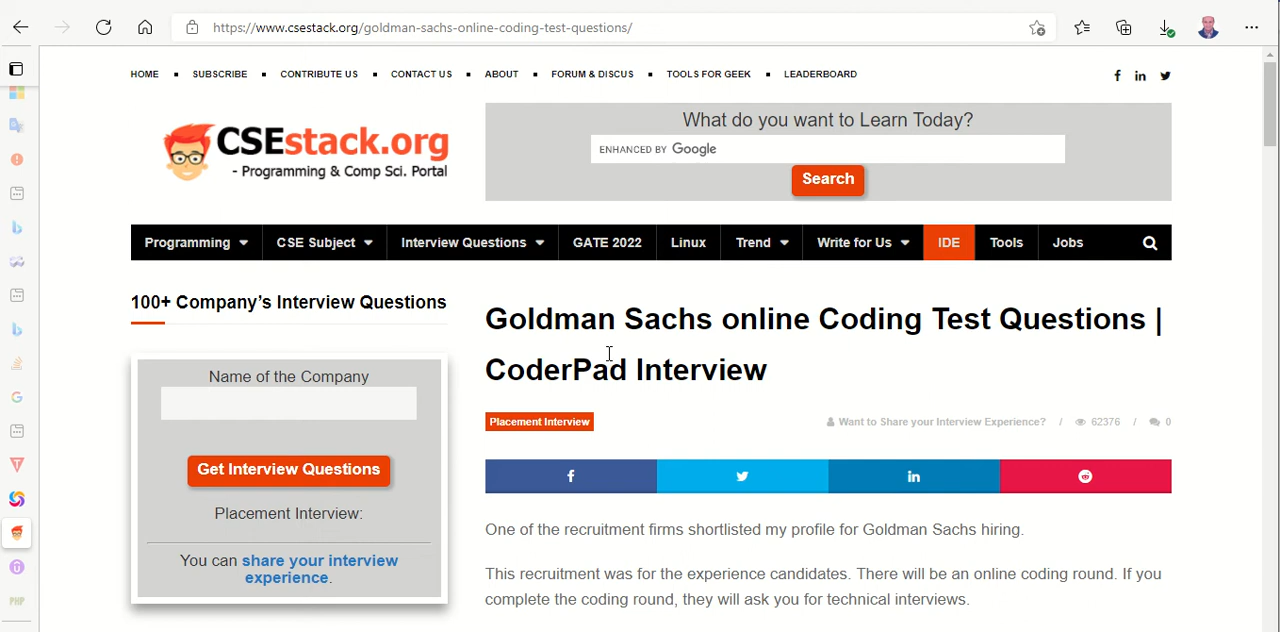 https://www.csestack.org/goldman-sachs-online-coding-test-questions/
HOME SUBSCRIBE CONTRIBUTE US CONTACT US ABOUT FORUM & DISCUS TOOLS FOR GEEK LEADERBOARD
CSEstack.org
- Programming & Comp Sci. Portal
What do you want to Learn Today?
ENHANCED BY Google
Search
Programming CSE Subject Interview Questions GATE 2022 Linux Trend Write for Us IDE Tools Jobs
100+ Company's Interview Questions
Name of the Company
Get Interview Questions
Placement Interview:
You can share your interview
experience.
Goldman Sachs online Coding Test Questions |
CoderPad Interview
Placement Interview
Want to Share your Interview Experience? / 62376 / 0
One of the recruitment firms shortlisted my profile for Goldman Sachs hiring.
This recruitment was for the experience candidates. There will be an online coding round. If you
complete the coding round, they will ask you for technical interviews.